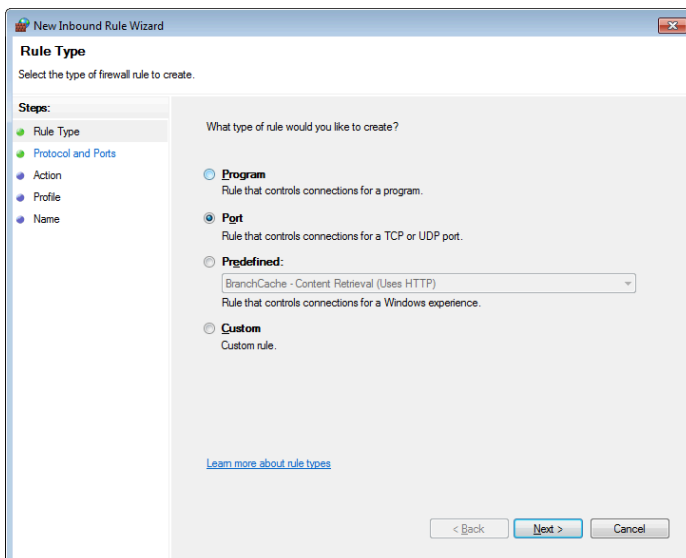 New Inbound Rule Wizard
Rule Type
Select the type of firewall rule to create.
Steps:
Rule Type
Protocol and Ports
Action
Profile
Name
What type of rule would you like to create?
Program
Rule that controls connections for a program.
Port
Rule that controls connections for a TCP or UDP port.
Predefined:
BranchCache - Content Retrieval (Uses HTTP)
Rule that controls connections for a Windows experience.
Custom
Custom rule.
Learn more about rule types
< Back Next > Cancel